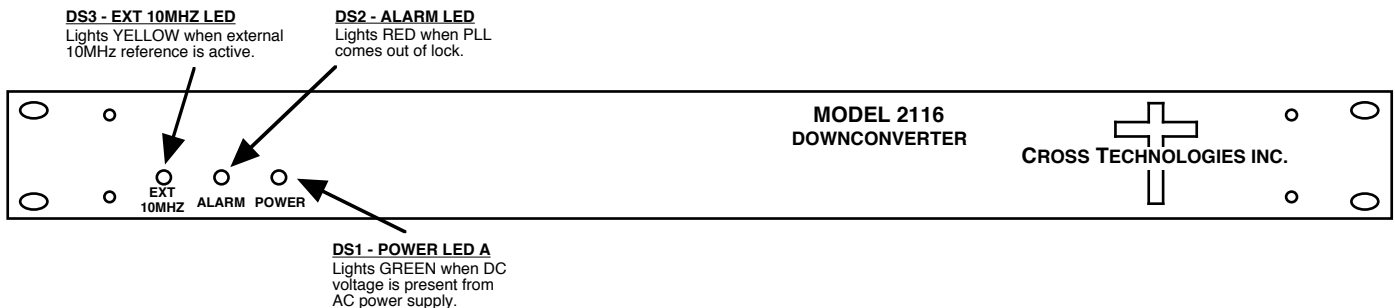 DS3 - EXT 10MHZ LED
Lights YELLOW when external
10MHz reference is active.
DS2 - ALARM LED
Lights RED when PLL
comes out of lock.
MODEL 2116
DOWNCONVERTER
CROSS TECHNOLOGIES INC.
EXT
10MHZ
ALARM
POWER
DS1 - POWER LED A
Lights GREEN when DC
voltage is present from
AC power supply.